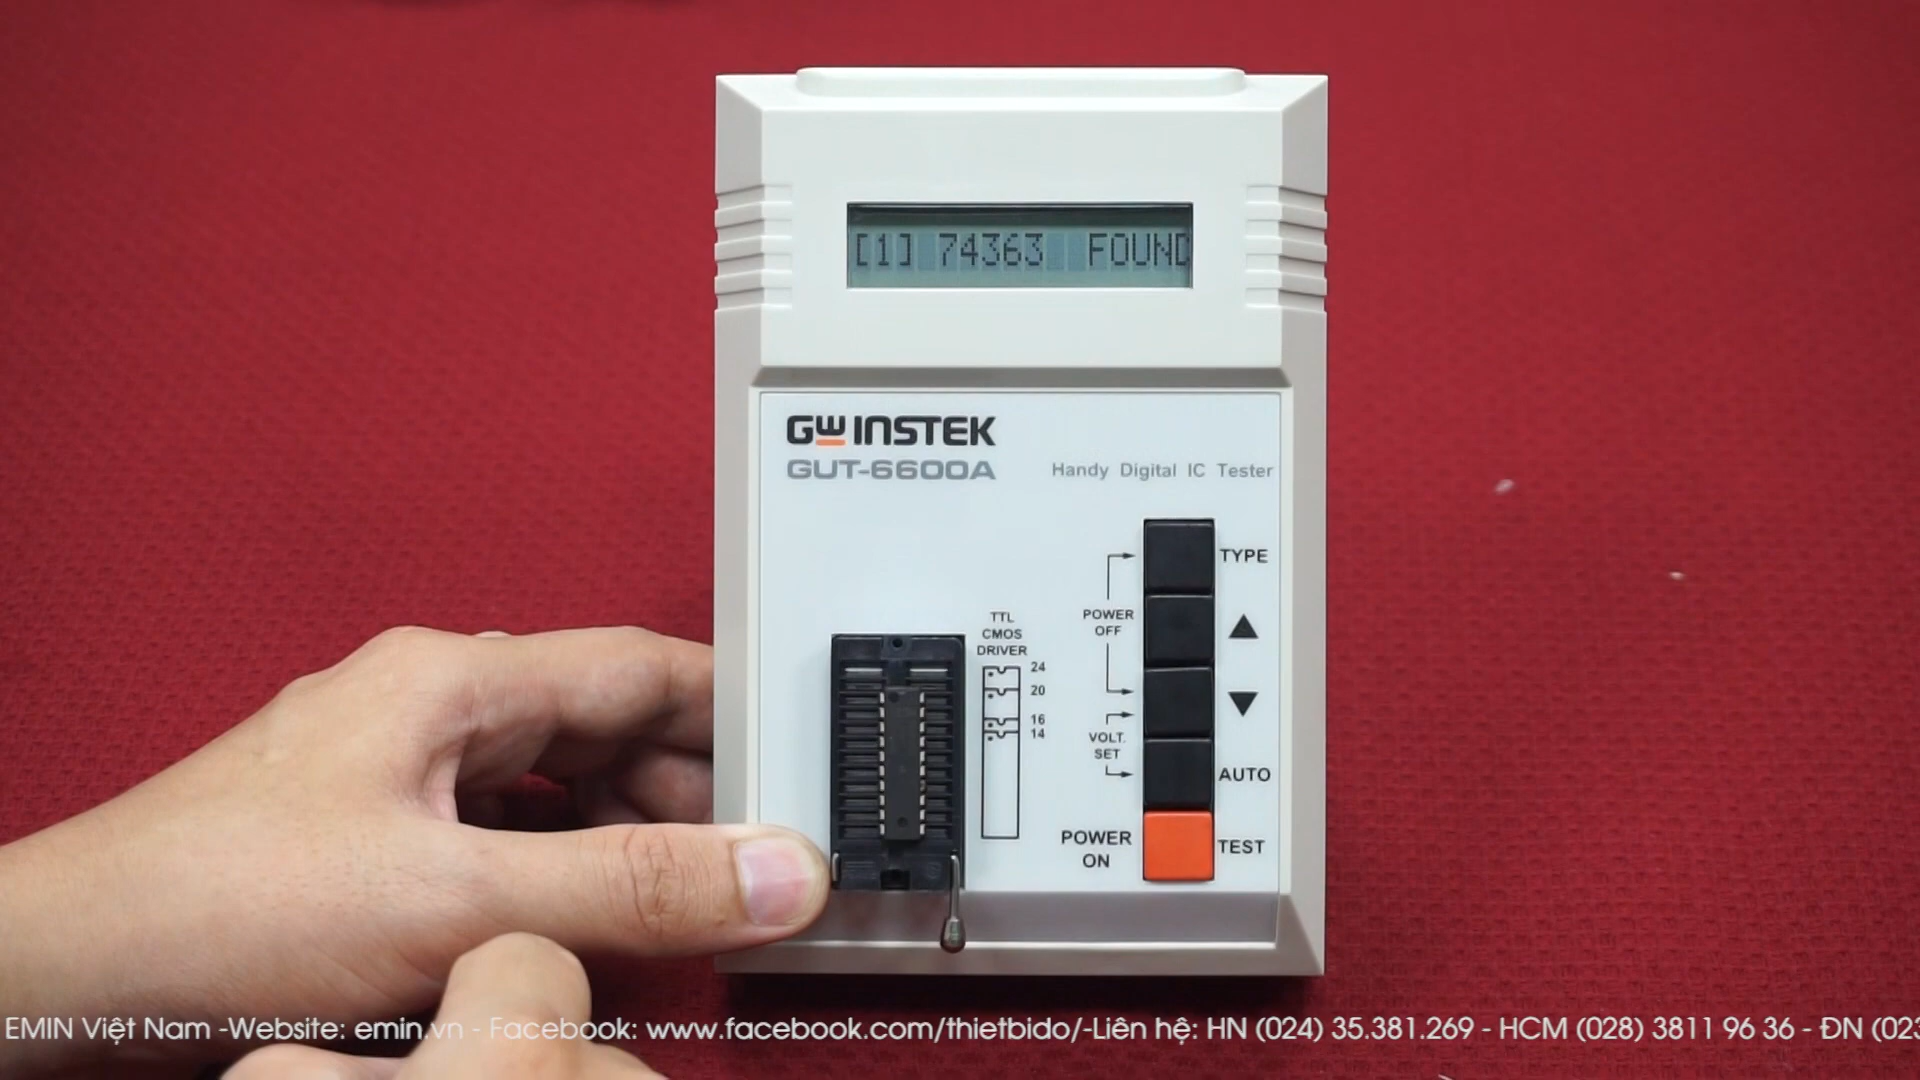 [1] 74363 FOUND
GW INSTEK
GUT-6600A
Handy Digital IC Tester
TYPE
POWER
OFF
TTL
CMOS
DRIVER
24
20
16
14
VOLT.
SET
AUTO
POWER
ON
TEST
EMIN Việt Nam -Website: emin.vn - Facebook: www.facebook.com/thietbido/-Liên hệ: HN (024) 35.381.269 - HCM (028) 3811 96 36 - ĐN (023